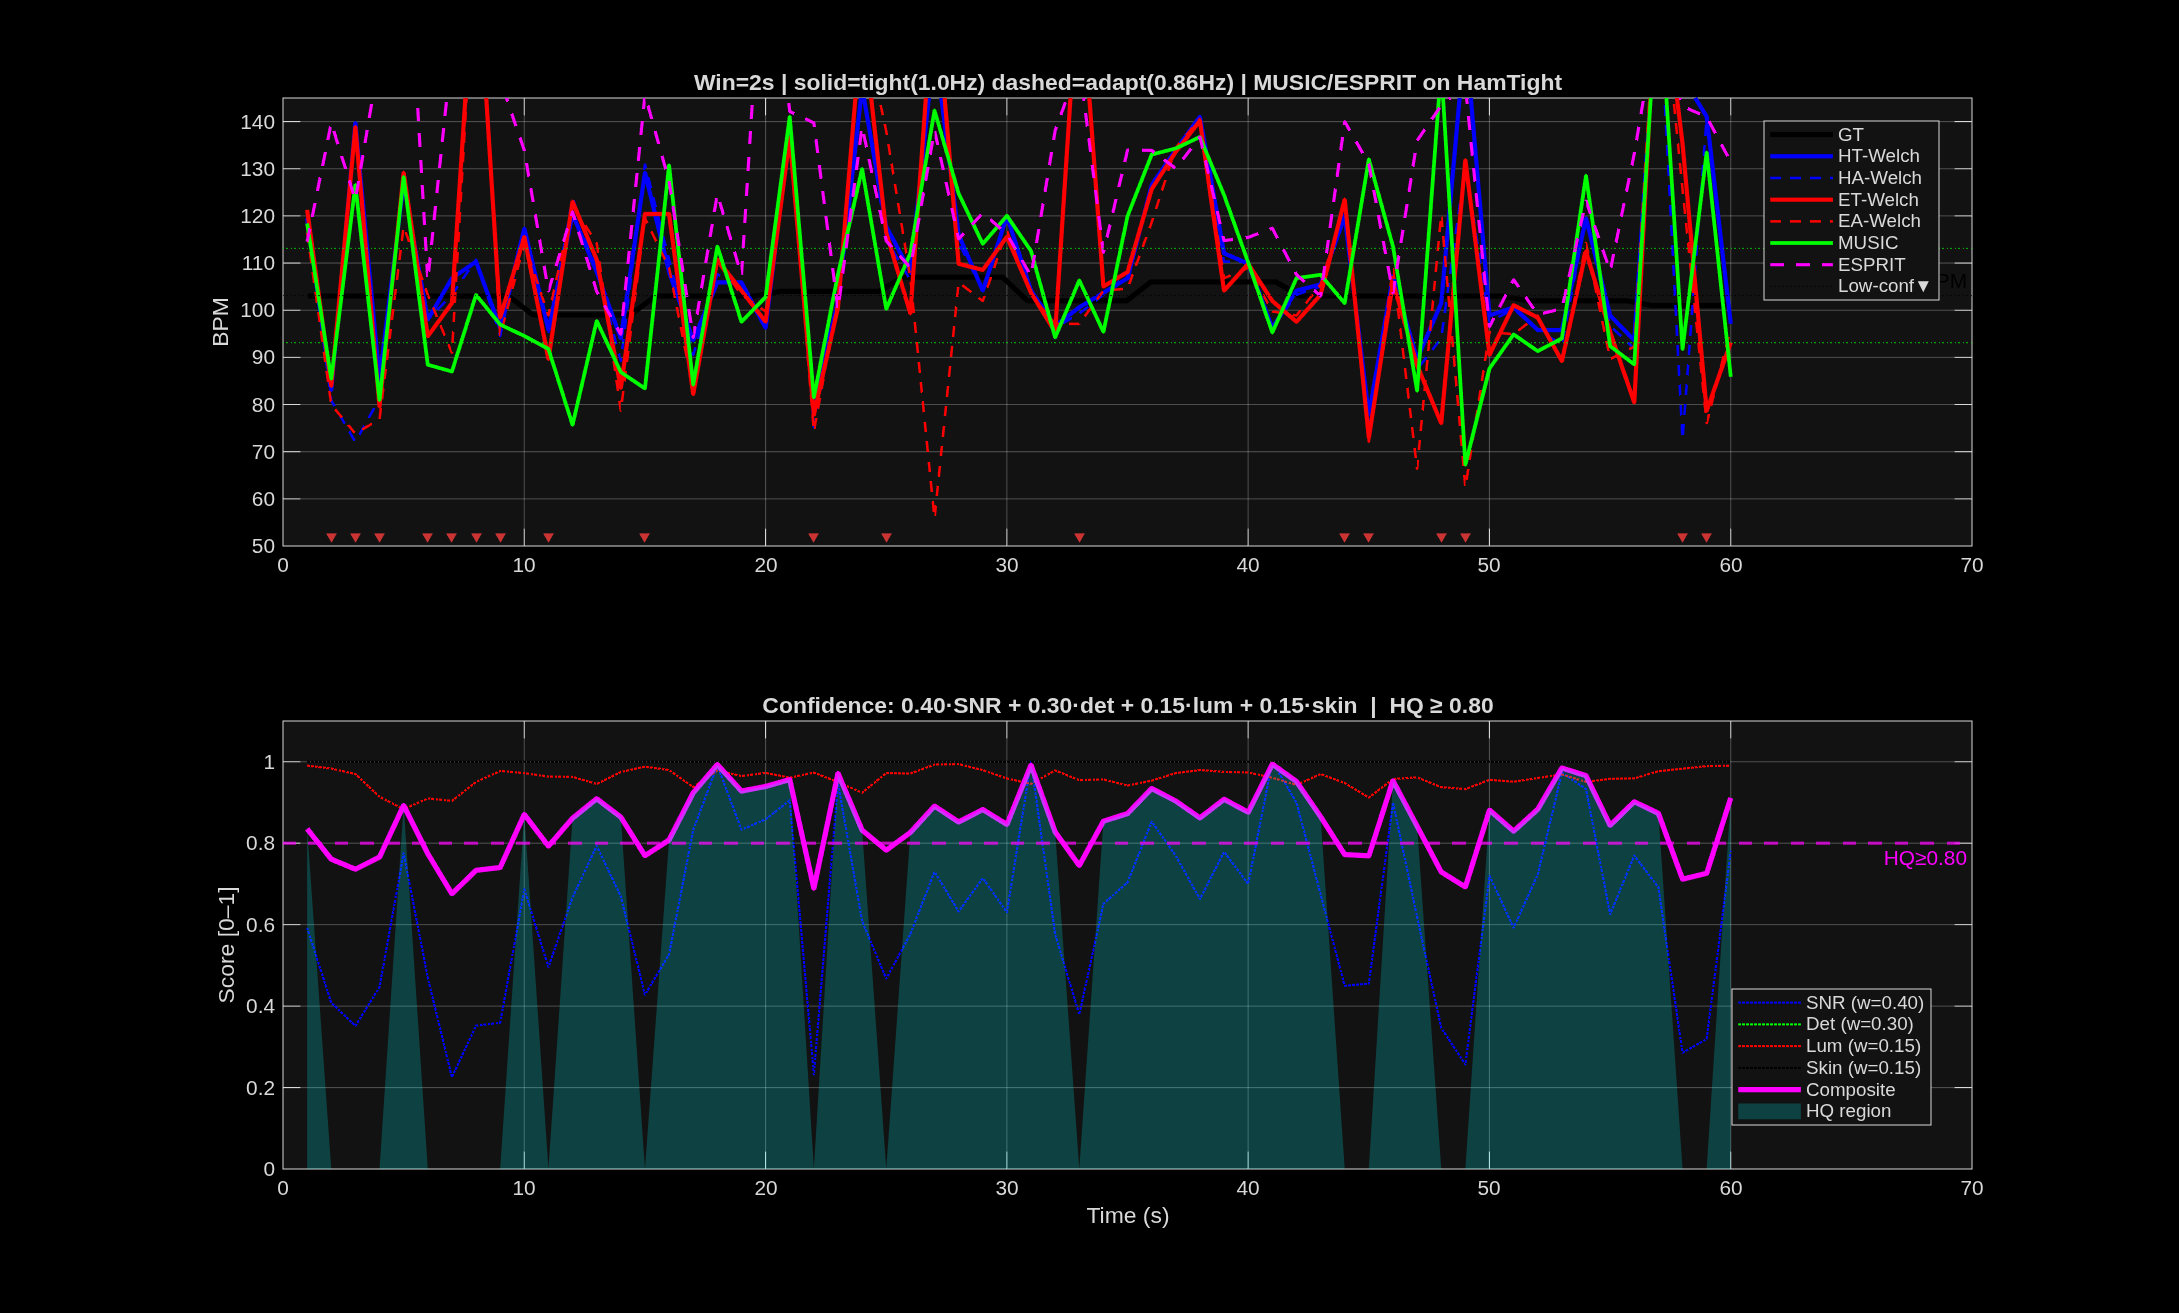 Win=2s | solid=tight(1.0Hz) dashed=adapt(0.86Hz) | MUSIC/ESPRIT on HamTight
BPM
140
130
120
110
100
90
80
70
60
50
0
10
20
30
40
50
60
70
GT
HT-Welch
HA-Welch
ET-Welch
EA-Welch
MUSIC
ESPRIT
Low-conf▼
PM
Confidence: 0.40·SNR + 0.30·det + 0.15·lum + 0.15·skin | HQ ≥ 0.80
Score [0–1]
1
0.8
0.6
0.4
0.2
0
HQ≥0.80
SNR (w=0.40)
Det (w=0.30)
Lum (w=0.15)
Skin (w=0.15)
Composite
HQ region
0
10
20
30
40
50
60
70
Time (s)